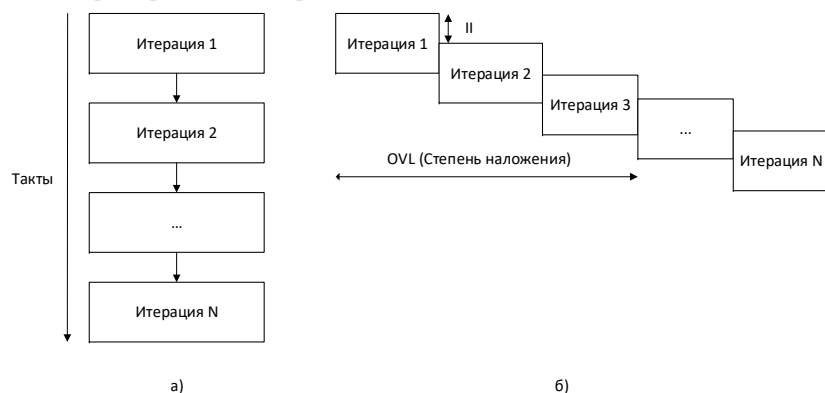 Итерация 1
Итерация 2
...
Итерация N
Такты
а)
II
Итерация 1
Итерация 2
Итерация 3
...
Итерация N
OVL (Степень наложения)
б)